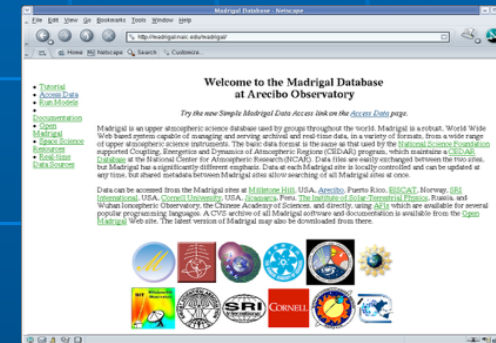 Madrigal Database - Netscape
File Edit View Go Bookmarks Tools Window Help
http://madrigal.naic.edu/madrigal/
Home Netscape Search Customize...
Tutorial
Access Data
Run Models
Documentation
Open
Madrigal
Space Science
Resources
Real-time
Data Sources
Welcome to the Madrigal Database
at Arecibo Observatory
Try the new Simple Madrigal Data Access link on the Access Data page.
Madrigal is an upper atmospheric science database used by groups throughout the world. Madrigal is a robust, World Wide
Web based system capable of managing and serving archival and real-time data, in a variety of formats, from a wide range
of upper atmospheric science instruments. The basic data format is the same as that used by the National Science Foundation
supported Coupling, Energetics and Dynamics of Atmospheric Regions (CEDAR) program, which maintains a CEDAR
Database at the National Center for Atmospheric Research (NCAR). Data files are easily exchanged between the two sites,
but Madrigal has a significantly different emphasis. Data at each Madrigal site is locally controlled and can be updated at
any time, but shared metadata between Madrigal sites allow searching of all Madrigal sites at once.
Data can be accessed from the Madrigal sites at Millstone Hill, USA, Arecibo, Puerto Rico, EISCAT, Norway, SRI
International, USA, Cornell University, USA, Jicamarca, Peru, The Institute of Solar-Terrestrial Physics, Russia, and
Wuhan Ionospheric Observatory, the Chinese Academy of Sciences, and directly, using APIs which are available for several
popular programming languages. A CVS archive of all Madrigal software and documentation is available from the Open
Madrigal Web site. The latest version of Madrigal may also be downloaded from there.
SRI
International
CORNELL